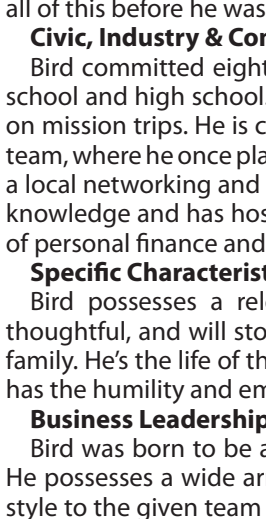 all of this before he was
Civic, Industry & Co
Bird committed eight
school and high school.
on mission trips. He is c
team, where he once pla
a local networking and
knowledge and has hos
of personal finance and
Specific Characterist
Bird possesses a rel
thoughtful, and will sto
family. He’s the life of th
has the humility and em
Business Leadership
Bird was born to be a
He possesses a wide ar
style to the given team